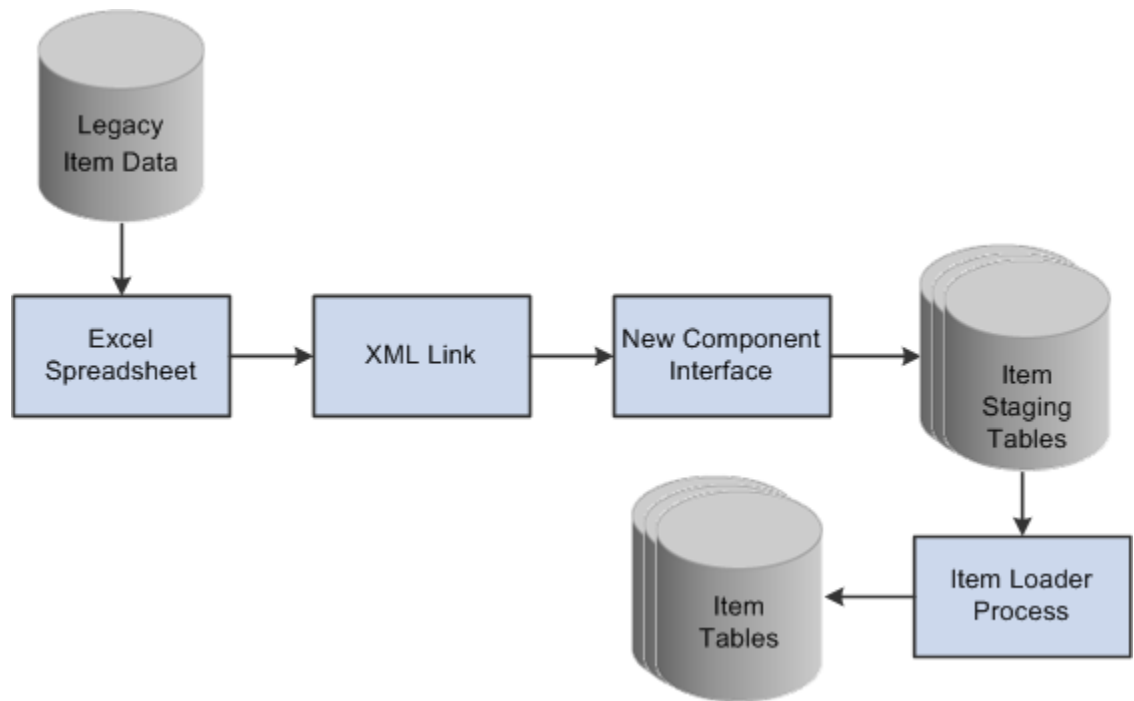 Legacy
Item Data
Excel
Spreadsheet
XML Link
New Component
Interface
Item
Staging
Tables
Item Loader
Process
Item
Tables